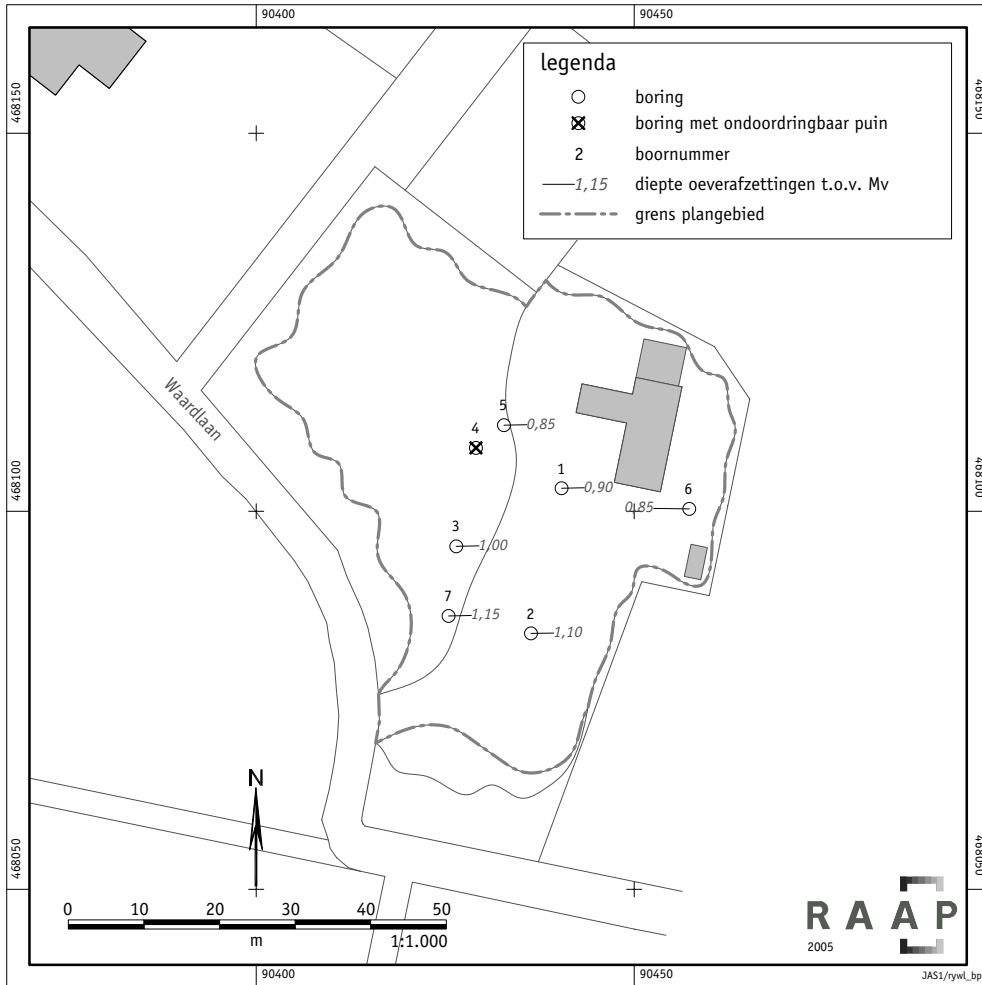 90400
90450
468150
468150
legenda
boring
boring met ondoordringbaar puin
2 boornummer
1,15 diepte oeverafzettingen t.o.v. Mv
grens plangebied
Waardlaan
5
0,85
4
1
0,90
6
0,85
468100
468100
3
1,00
7
1,15
2
1,10
N
468050
468050
0 10 20 30 40 50
m
1:1.000
RAAP
2005
90400
90450
JAS1/rywl_bp